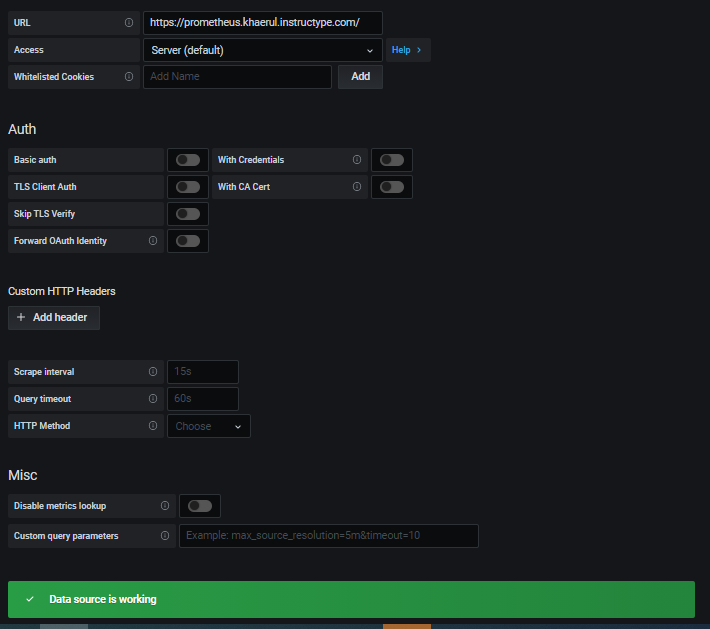 URL https://prometheus.khaerul.instructype.com/
Access Server (default) Help >
Whitelisted Cookies Add Name Add
Auth
Basic auth With Credentials
TLS Client Auth With CA Cert
Skip TLS Verify
Forward OAuth Identity
Custom HTTP Headers
+ Add header
Scrape interval 15s
Query timeout 60s
HTTP Method Choose
Misc
Disable metrics lookup
Custom query parameters Example: max_source_resolution=5m&timeout=10
Data source is working